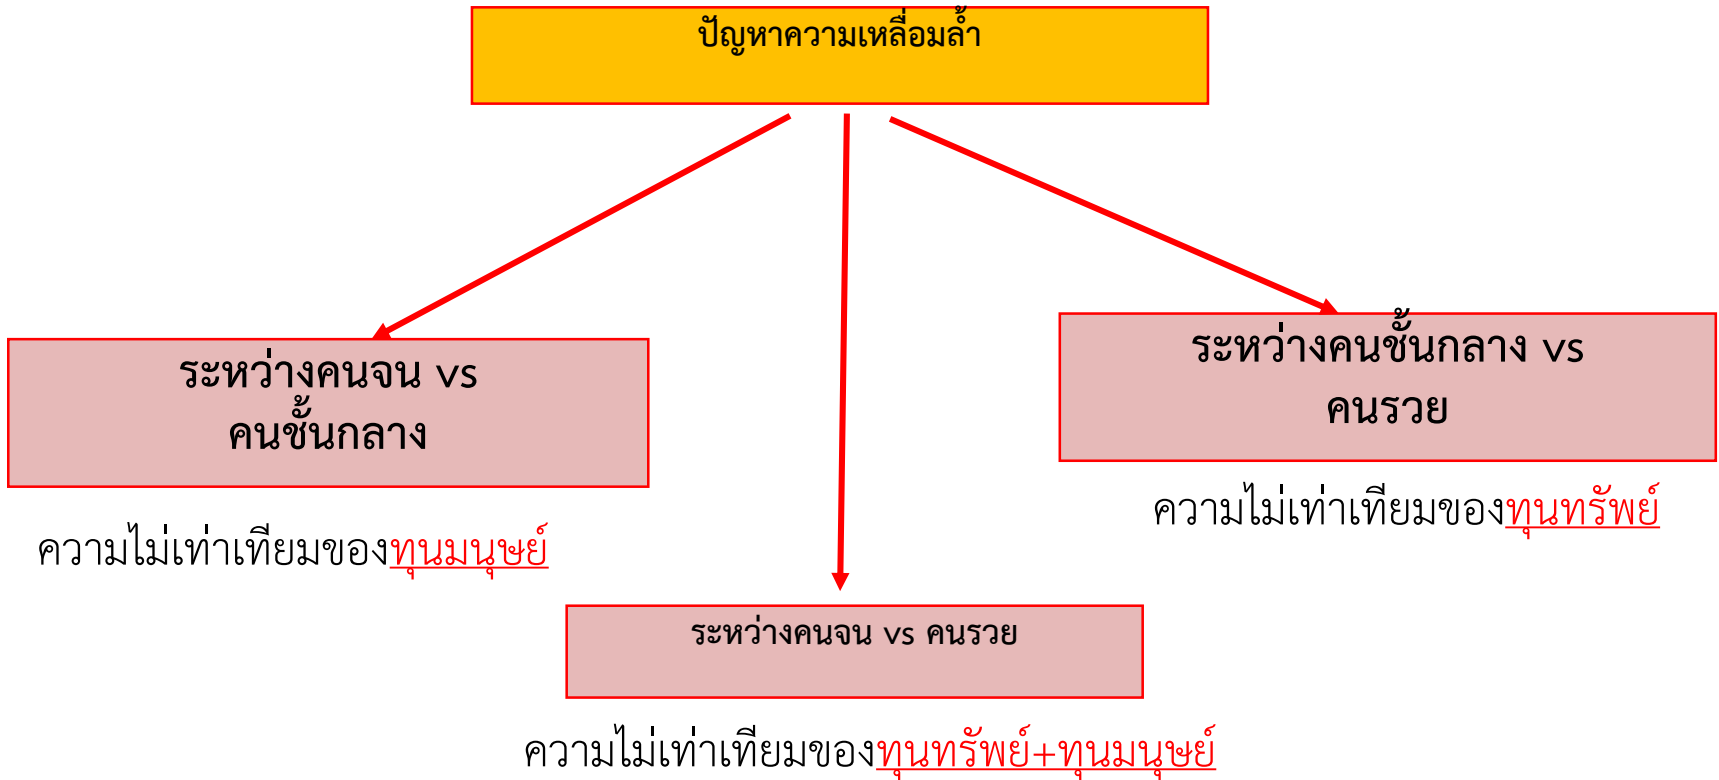 ปัญหาความเหลื่อมล้ำ
ระหว่างคนจน vs
คนชั้นกลาง
ความไม่เท่าเทียมของทุนมนุษย์
ระหว่างคนจน vs คนรวย
ความไม่เท่าเทียมของทุนทรัพย์+ทุนมนุษย์
ระหว่างคนชั้นกลาง vs
คนรวย
ความไม่เท่าเทียมของทุนทรัพย์